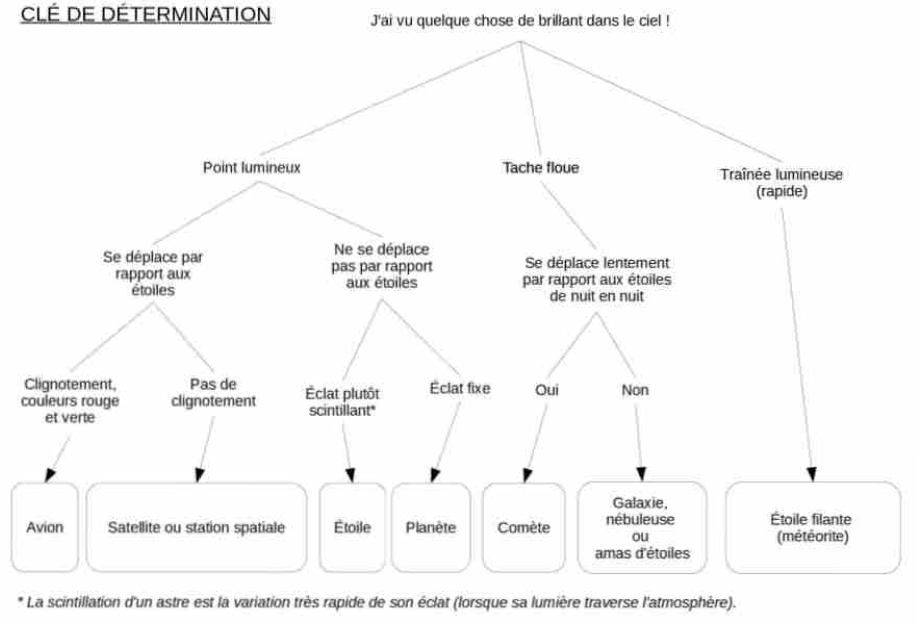 CLÉ DE DÉTERMINATION
J'ai vu quelque chose de brillant dans le ciel !
Point lumineux
Tache floue
Traînée lumineuse
(rapide)
Se déplace par
rapport aux
étoiles
Ne se déplace
pas par rapport
aux étoiles
Se déplace lentement
par rapport aux étoiles
de nuit en nuit
Clignotement,
couleurs rouge
et verte
Pas de
clignotement
Éclat plutôt
scintillant*
Éclat fixe
Oui
Non
Avion
Satellite ou station spatiale
Étoile
Planète
Comète
Galaxie,
nébuleuse
ou
amas d'étoiles
Étoile filante
(météorite)
* La scintillation d'un astre est la variation très rapide de son éclat (lorsque sa lumière traverse l'atmosphère).